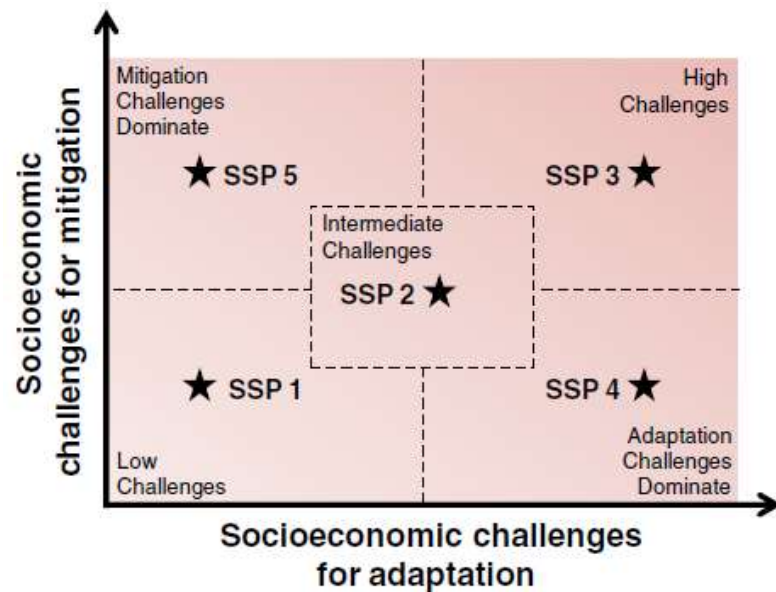 Mitigation
Challenges
Dominate
High
Challenges
SSP 5
SSP 3
Intermediate
Challenges
SSP 2
SSP 1
SSP 4
Low
Challenges
Adaptation
Challenges
Dominate
Socioeconomic
challenges for mitigation
Socioeconomic challenges
for adaptation